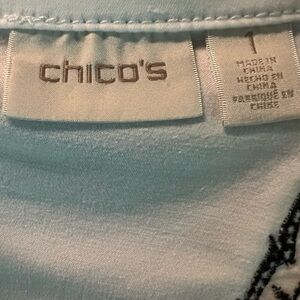 chico's
1
MADE IN
CHINA
HECHO EN
CHINA
FABRIQUÉ EN
CHINE